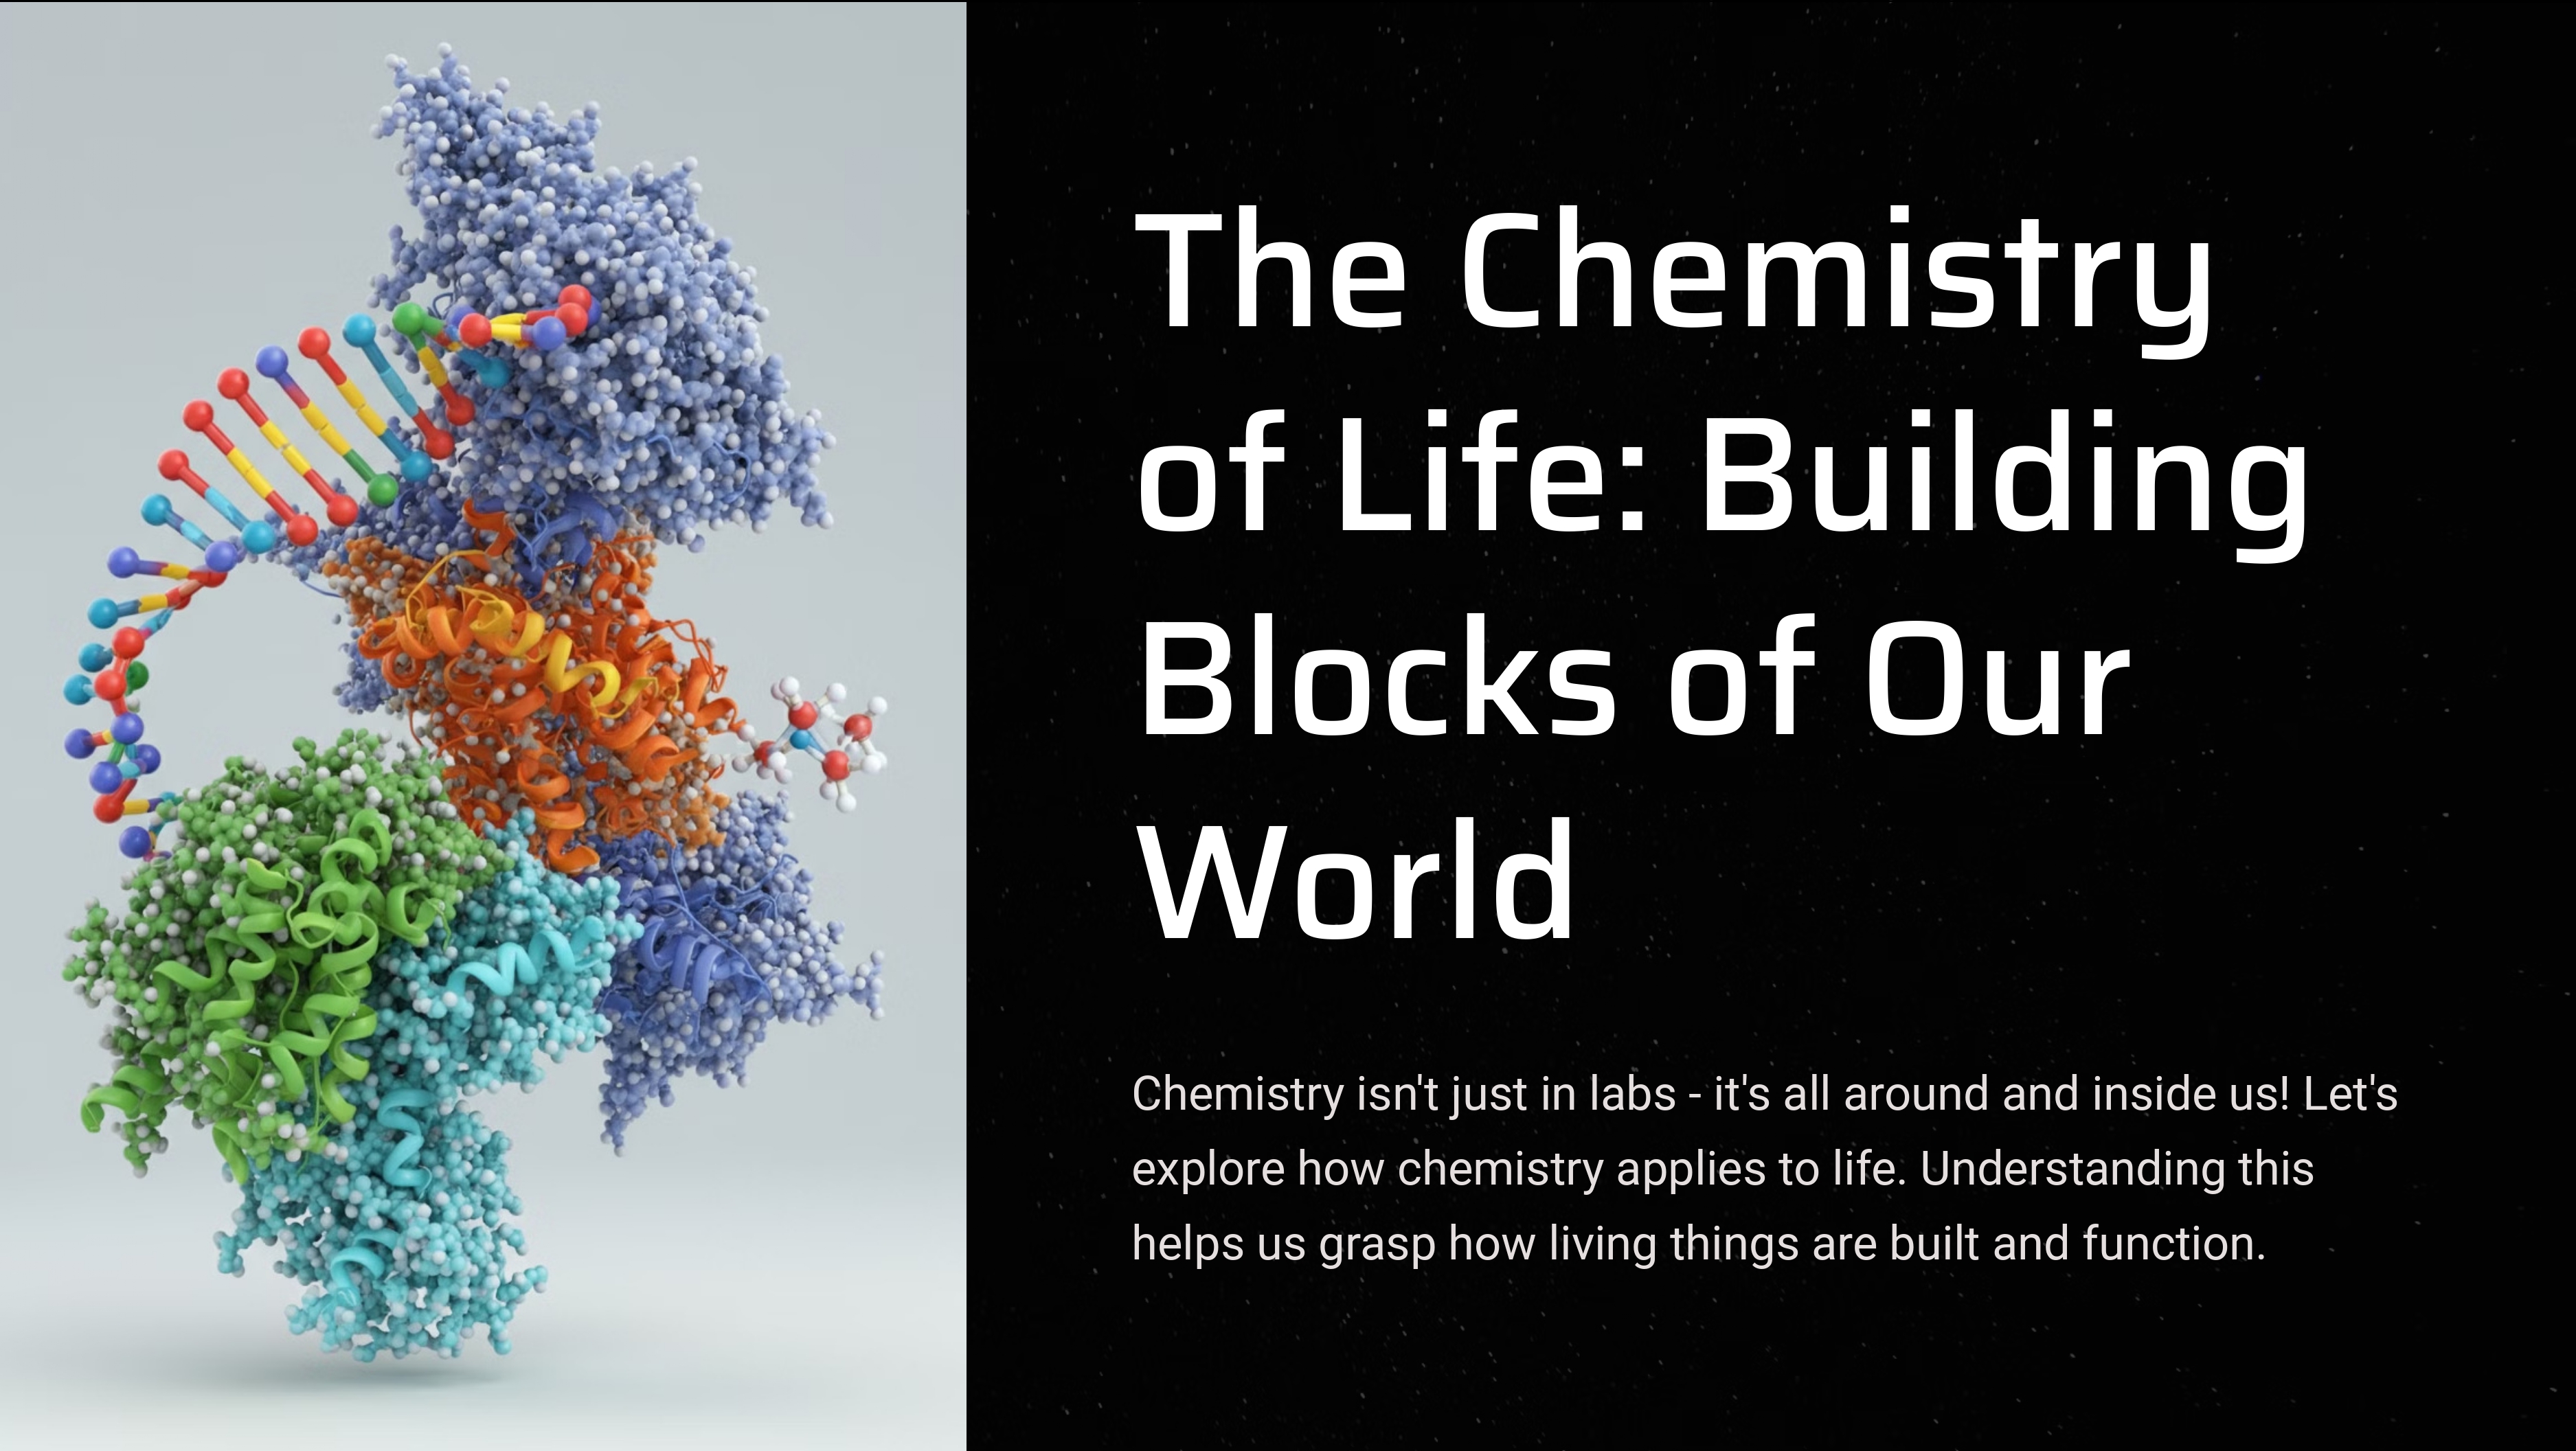 The Chemistry
of Life: Building
Blocks of Our
World
Chemistry isn't just in labs - it's all around and inside us! Let's
explore how chemistry applies to life. Understanding this
helps us grasp how living things are built and function.